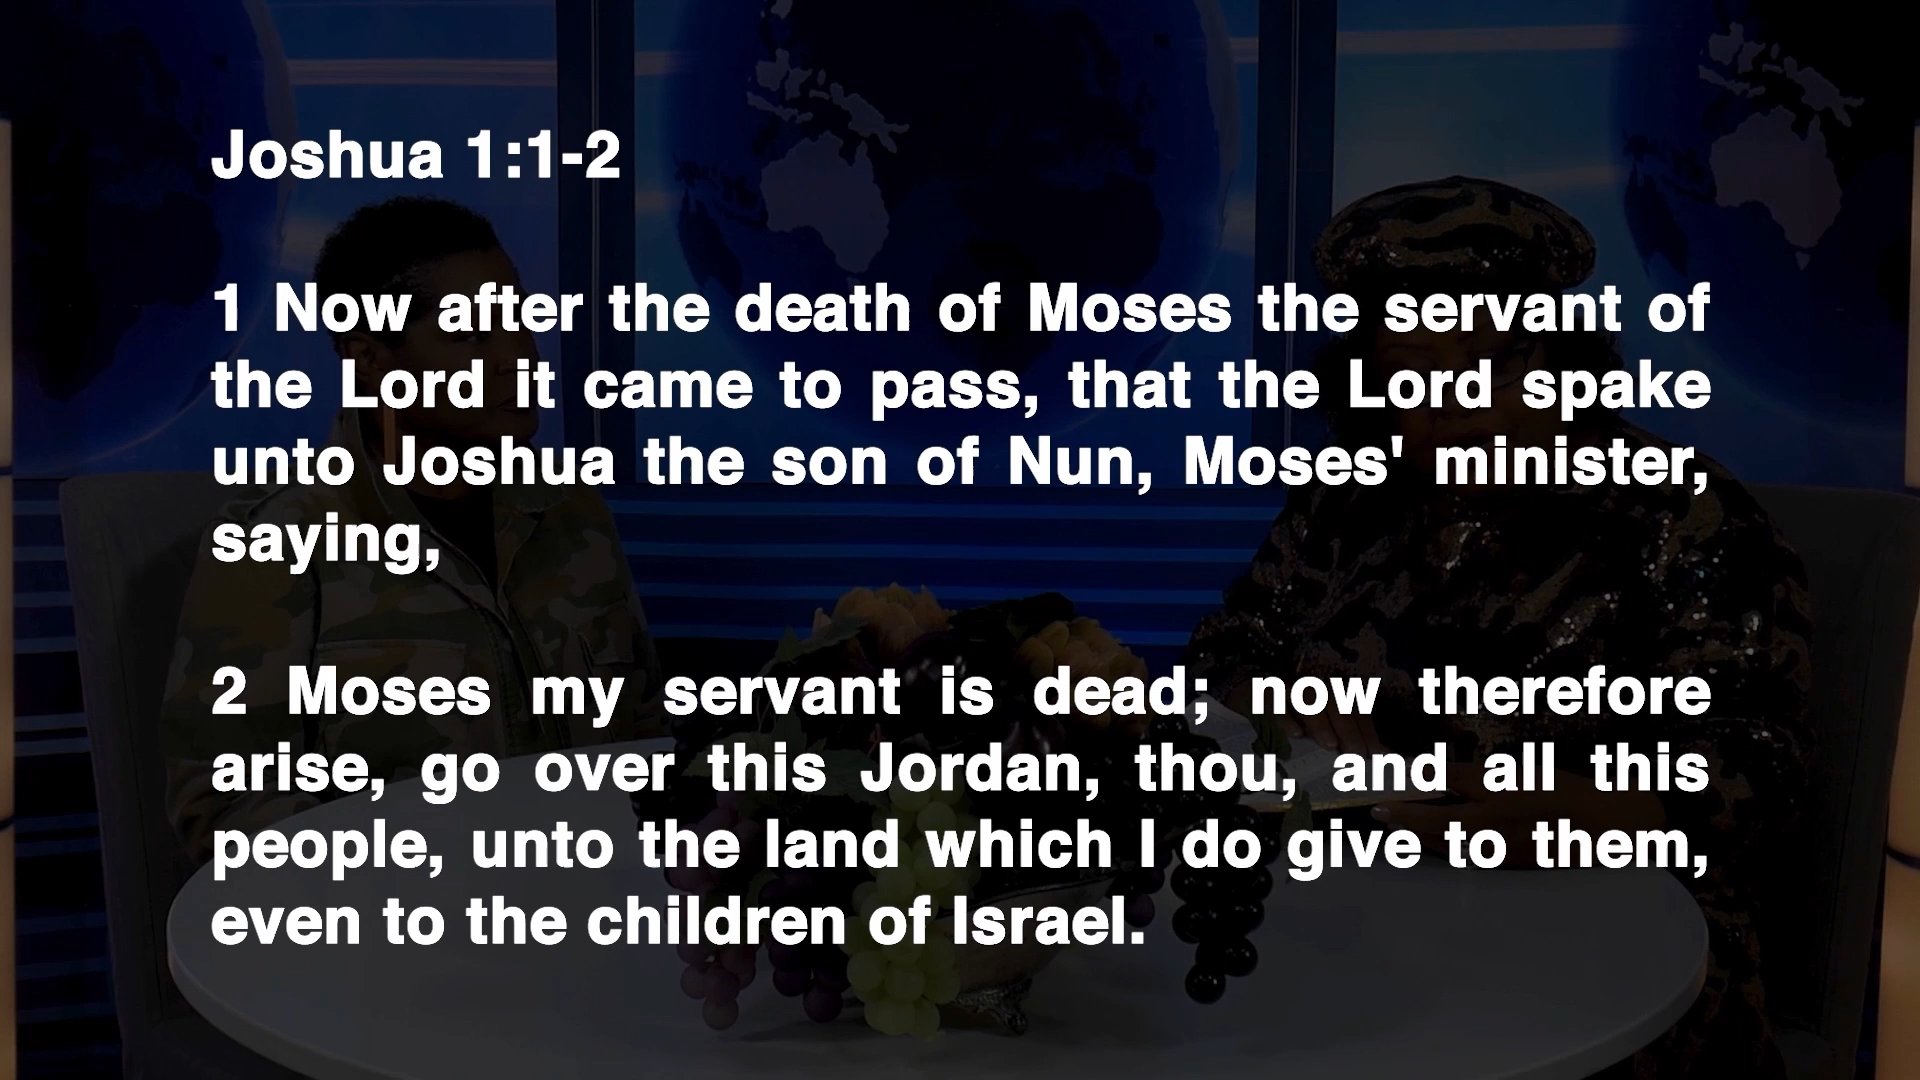 Joshua 1:1-2
1 Now after the death of Moses the servant of
the Lord it came to pass, that the Lord spake
unto Joshua the son of Nun, Moses' minister,
saying,
2 Moses my servant is dead; now therefore
arise, go over this Jordan, thou, and all this
people, unto the land which I do give to them,
even to the children of Israel.